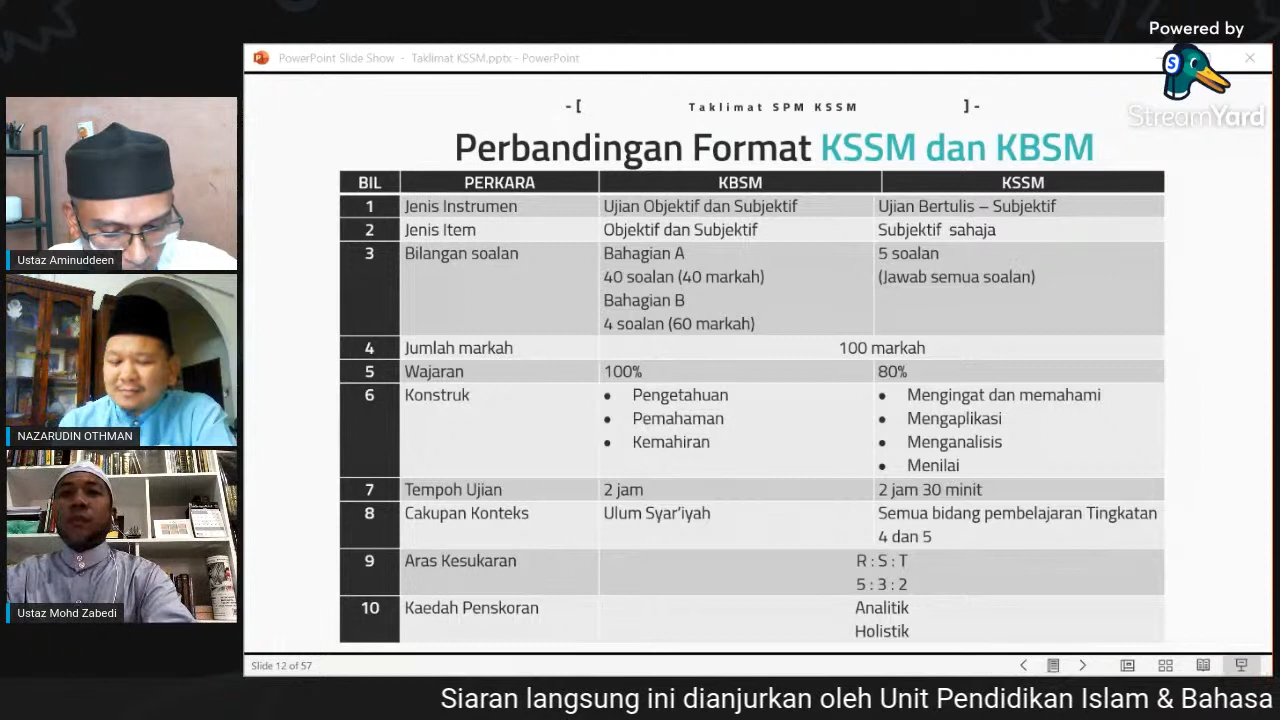 Powered by
StreamYard
PowerPoint Slide Show - Taklimat KSSM.pptx - PowerPoint
-[ Taklimat SPM KSSM ]-
Perbandingan Format KSSM dan KBSM
BIL PERKARA KBSM KSSM
1 Jenis Instrumen Ujian Objektif dan Subjektif Ujian Bertulis – Subjektif
2 Jenis Item Objektif dan Subjektif Subjektif sahaja
3 Bilangan soalan Bahagian A 5 soalan
40 soalan (40 markah) (Jawab semua soalan)
Bahagian B
4 soalan (60 markah)
4 Jumlah markah 100 markah
5 Wajaran 100% 80%
6 Konstruk • Pengetahuan • Mengingat dan memahami
• Pemahaman • Mengaplikasi
• Kemahiran • Menganalisis
• Menilai
7 Tempoh Ujian 2 jam 2 jam 30 minit
8 Cakupan Konteks Ulum Syar'iyah Semua bidang pembelajaran Tingkatan
4 dan 5
9 Aras Kesukaran R : S : T
5 : 3 : 2
10 Kaedah Penskoran Analitik
Holistik
Slide 12 of 57
Ustaz Aminuddeen
NAZARUDIN OTHMAN
Ustaz Mohd Zabedi
Siaran langsung ini dianjurkan oleh Unit Pendidikan Islam & Bahasa